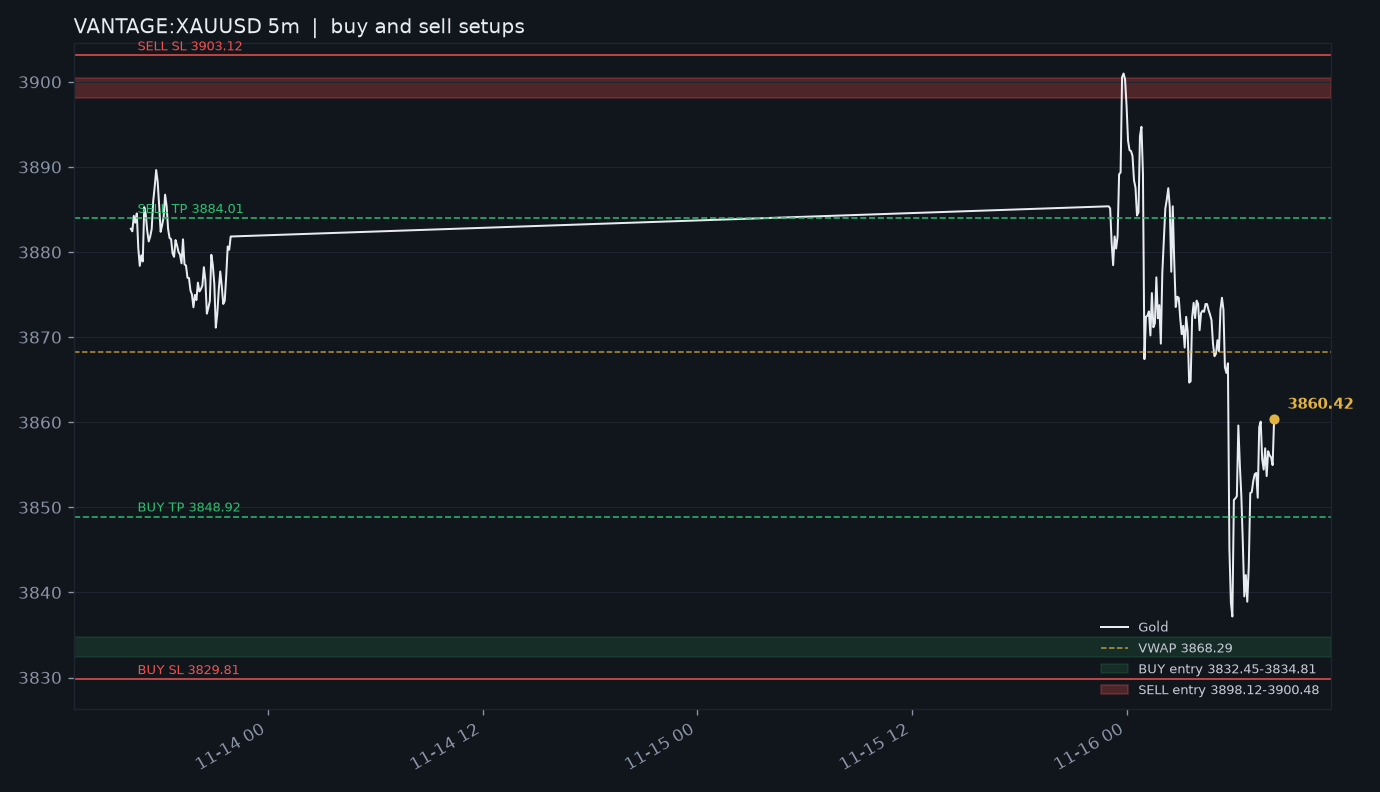 VANTAGE:XAUUSD 5m | buy and sell setups
SELL SL 3903.12
3900
3890
SELL TP 3884.01
3880
3870
3860.42
3860
BUY TP 3848.92
3850
3840
Gold
VWAP 3868.29
BUY entry 3832.45-3834.81
SELL entry 3898.12-3900.48
BUY SL 3829.81
3830
11-14 00
11-14 12
11-15 00
11-15 12
11-16 00